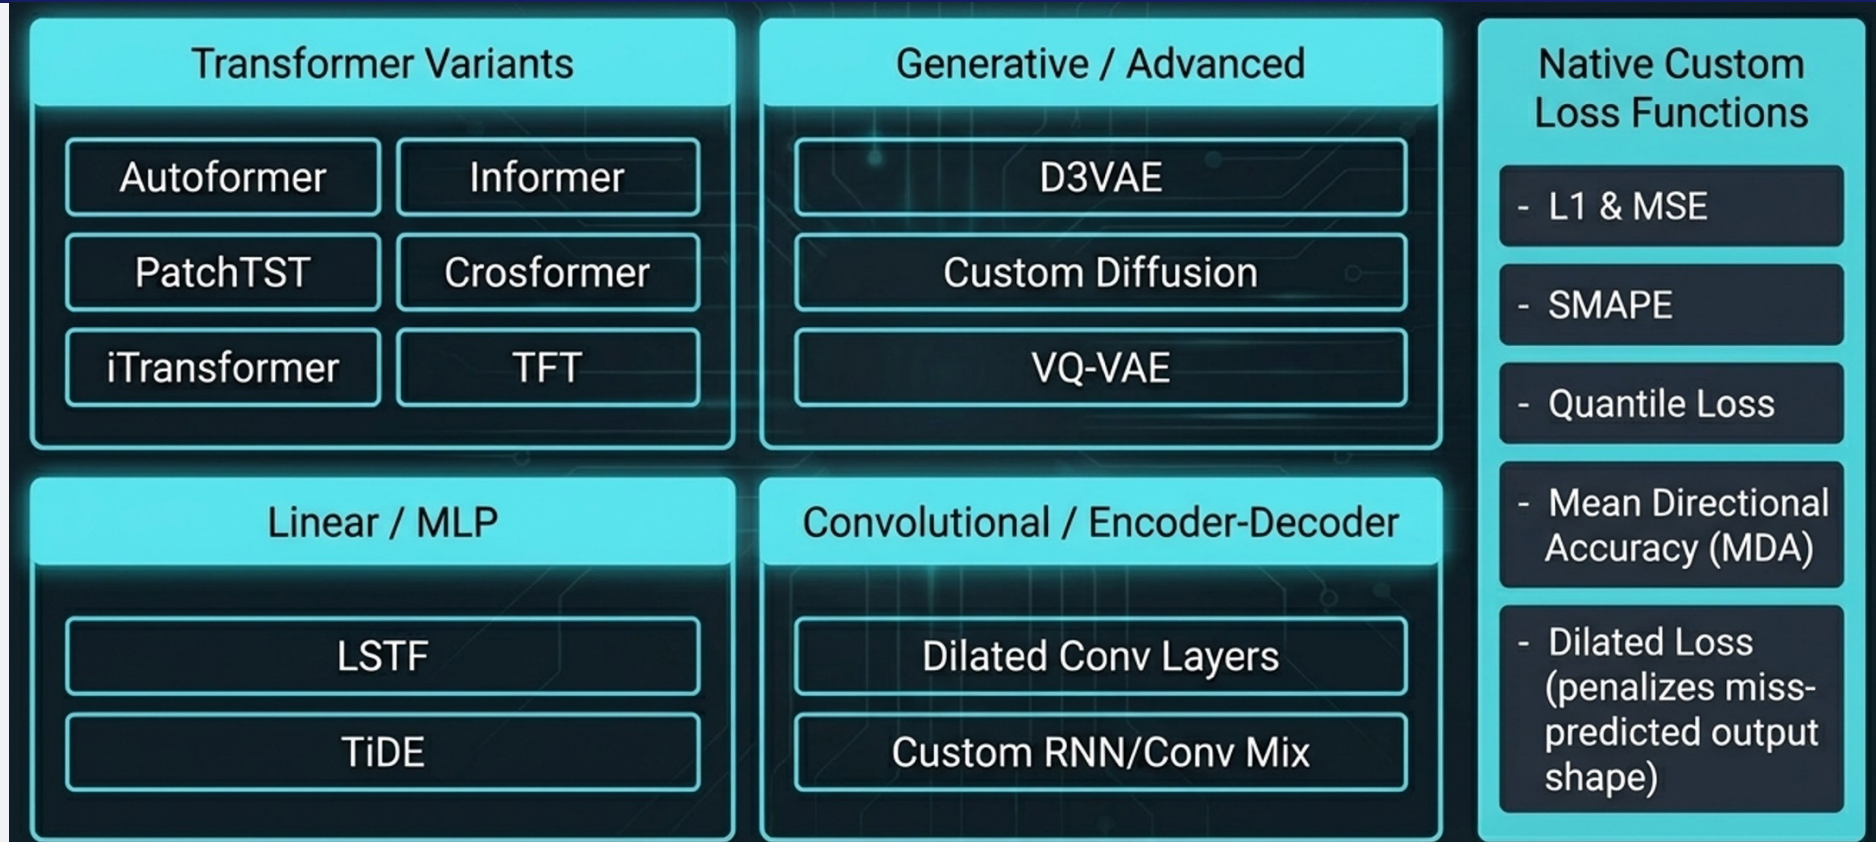 Transformer Variants
Autoformer
Informer
PatchTST
Crosformer
iTransformer
TFT
Generative / Advanced
D3VAE
Custom Diffusion
VQ-VAE
Linear / MLP
LSTF
TiDE
Convolutional / Encoder-Decoder
Dilated Conv Layers
Custom RNN/Conv Mix
Native Custom
Loss Functions
- L1 & MSE
- SMAPE
- Quantile Loss
- Mean Directional
Accuracy (MDA)
- Dilated Loss
(penalizes miss-
predicted output
shape)